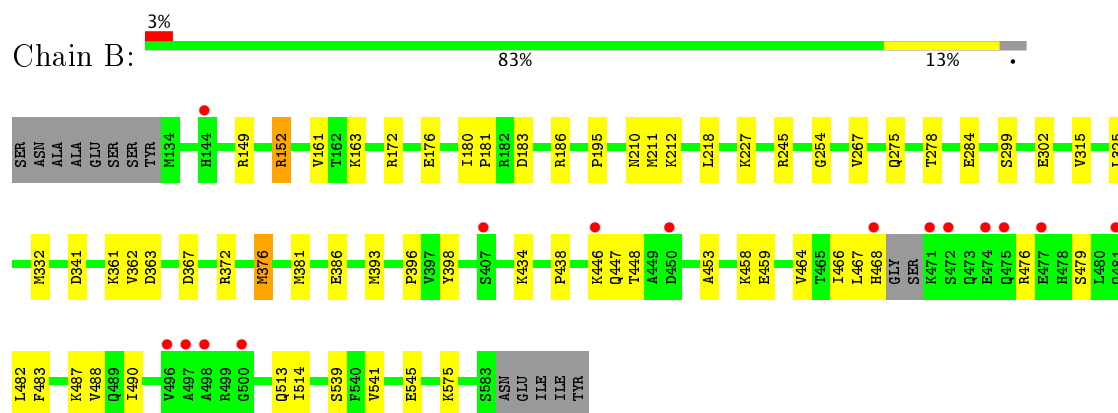 3%
Chain B:
83%
13%
•
SER ASN ALA ALA GLU SER SER TYR M134 H144 R149 R152 V161 T162 K163 R172 E176 I180 P181 R182 D183 R186 P195 N210 M211 K212 L218 K227 R245 G254 V267 Q275 T278 E284 S299 E302 V315 L325
M332 D341 K361 V362 D363 D367 R372 M376 M381 E386 M393 P396 V397 Y398 S407 K434 P438 K446 Q447 T448 A449 D450 A453 K458 E459 V464 T465 I466 L467 H468 GLY SER K471 S472 Q473 E474 Q475 R476 E477 H478 S479 L480
L482 F483 K487 V488 Q489 I490 V496 A497 A498 R499 G500 Q513 I514 S539 F540 V541 E545 K575 S583 ASN GLU ILE ILE TYR